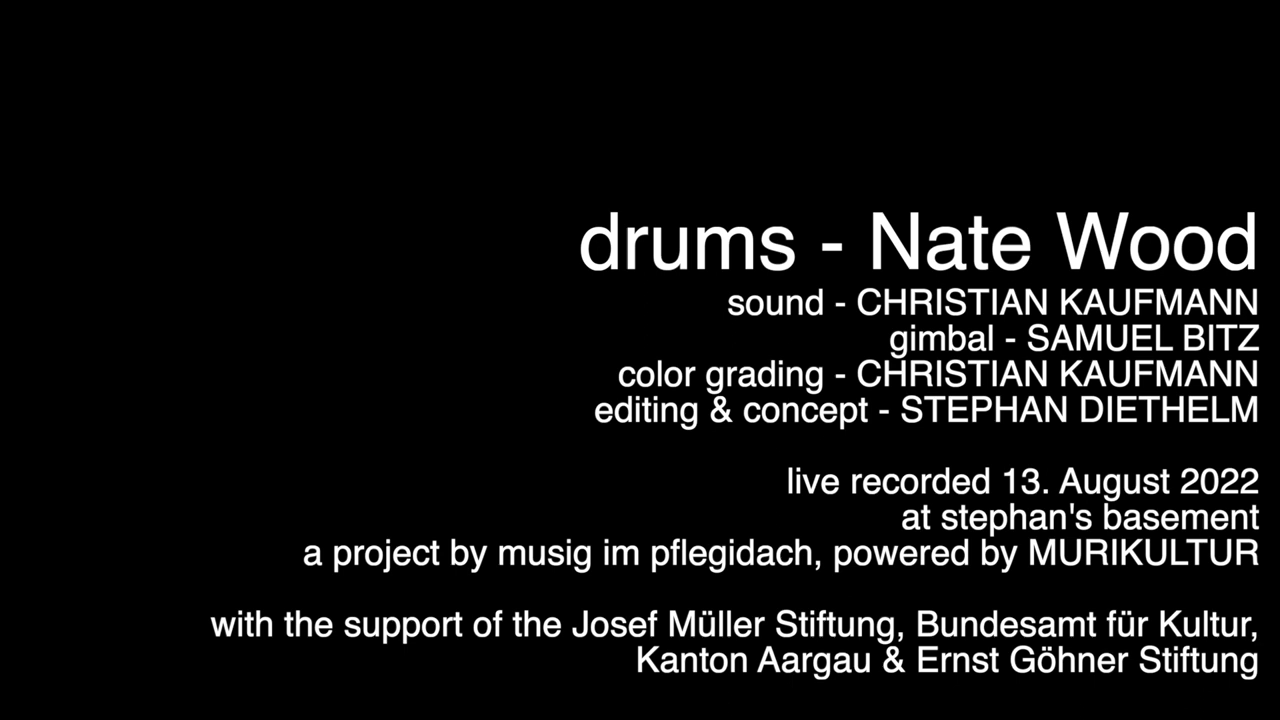 drums - Nate Wood
sound - CHRISTIAN KAUFMANN
gimbal - SAMUEL BITZ
color grading - CHRISTIAN KAUFMANN
editing & concept - STEPHAN DIETHELM
live recorded 13. August 2022
at stephan's basement
a project by musig im pflegidach, powered by MURIKULTUR
with the support of the Josef Müller Stiftung, Bundesamt für Kultur,
Kanton Aargau & Ernst Göhner Stiftung